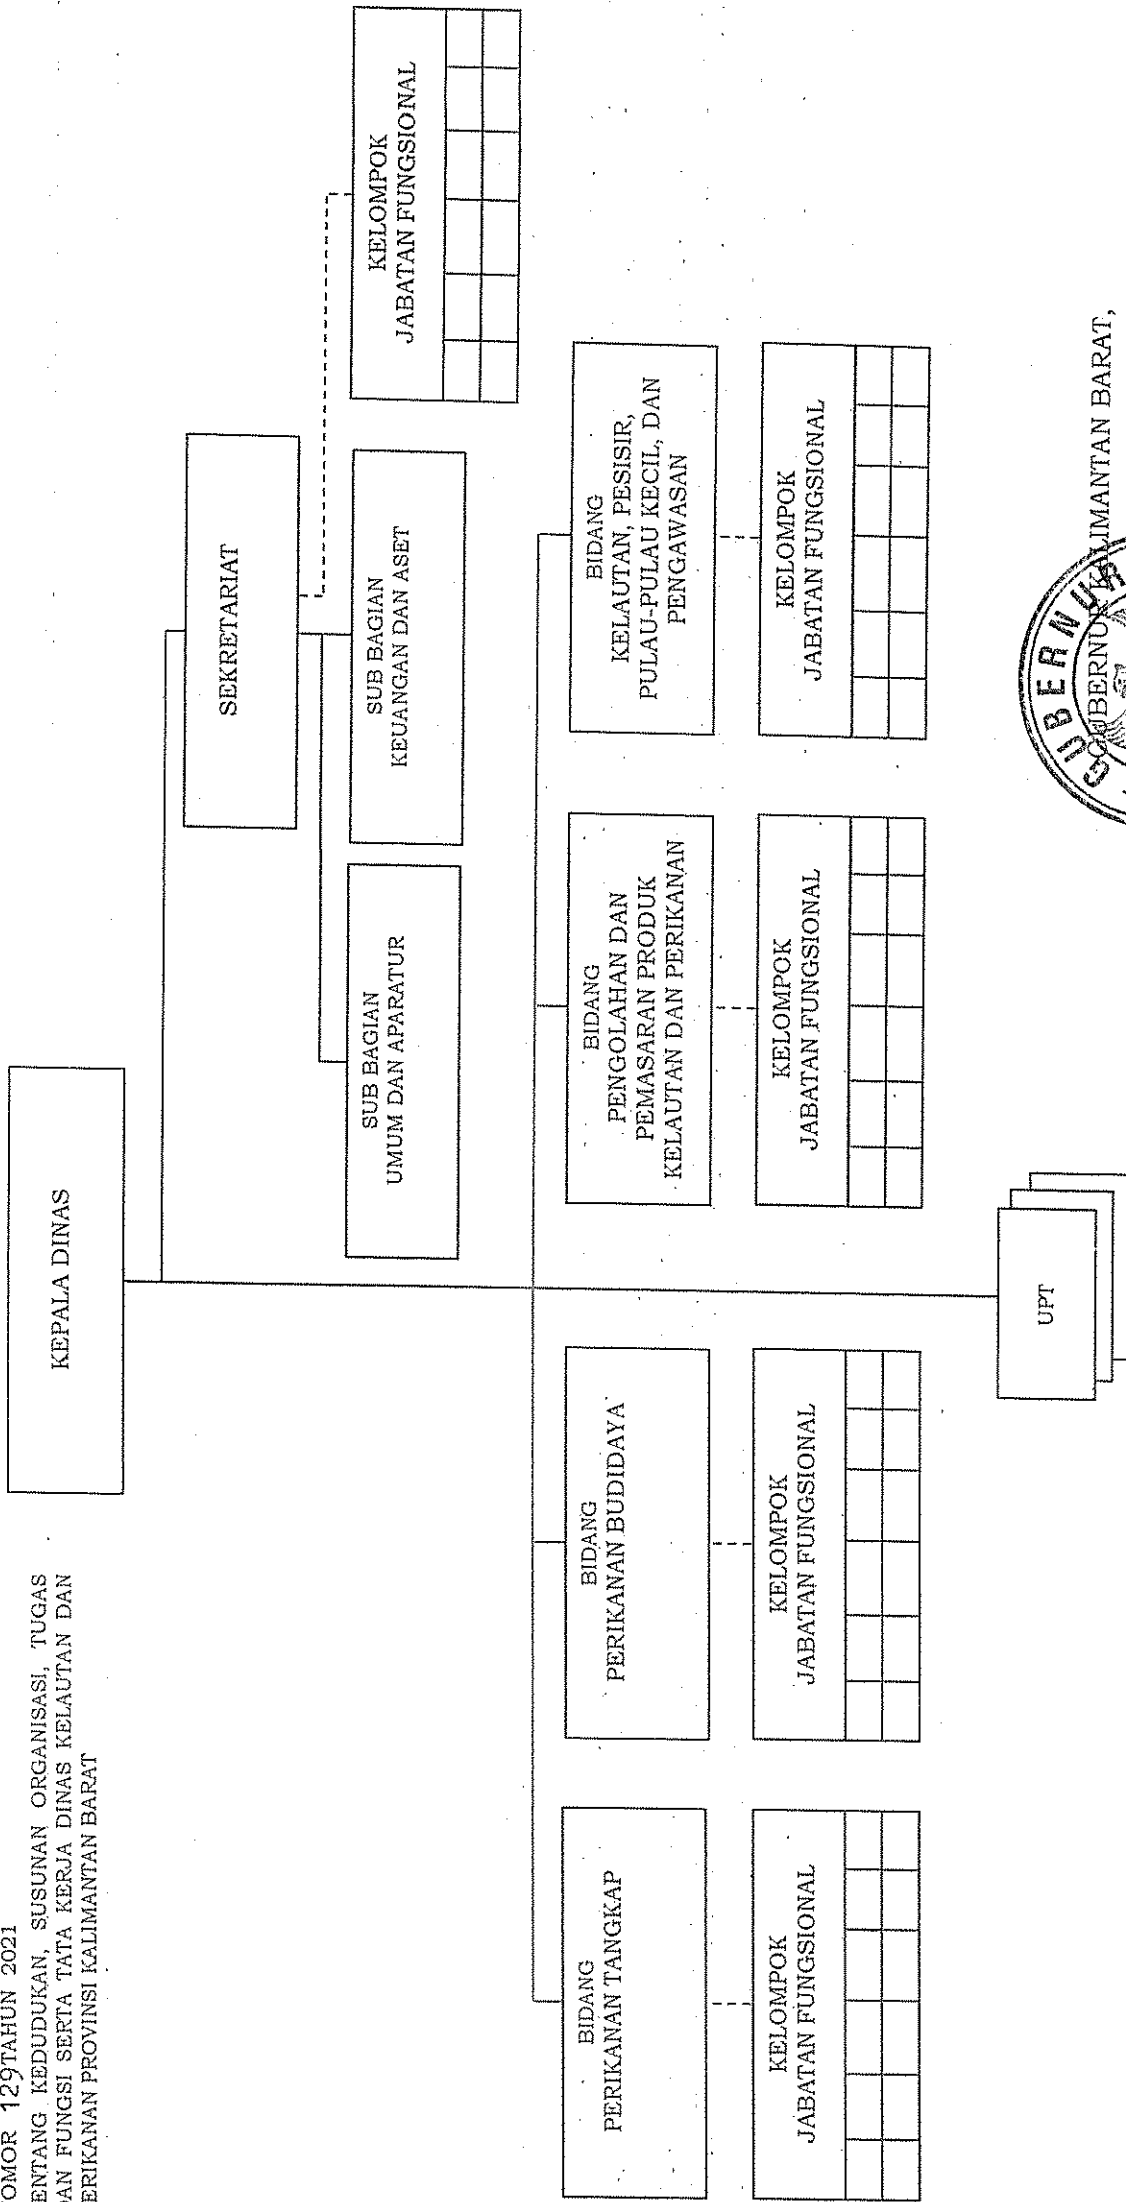 OMOR 129TAHUN 2021
ENTANG KEDUDUKAN, SUSUNAN ORGANISASI, TUGAS
AN FUNGSI SERTA TATA KERJA DINAS KELAUTAN DAN
ERIKANAN PROVINSI KALIMANTAN BARAT
KEPALA DINAS
SEKRETARIAT
SUB BAGIAN
UMUM DAN APARATUR
SUB BAGIAN
KEUANGAN DAN ASET
KELOMPOK
JABATAN FUNGSIONAL
BIDANG
PERIKANAN TANGKAP
BIDANG
PERIKANAN BUDIDAYA
BIDANG
PENGOLAHAN DAN
PEMASARAN PRODUK
KELAUTAN DAN PERIKANAN
BIDANG
KELAUTAN, PESISIR,
PULAU-PULAU KECIL, DAN
PENGAWASAN
KELOMPOK
JABATAN FUNGSIONAL
KELOMPOK
JABATAN FUNGSIONAL
KELOMPOK
JABATAN FUNGSIONAL
KELOMPOK
JABATAN FUNGSIONAL
UPT
GUBERNUR KALIMANTAN BARAT,
GUBERNUR